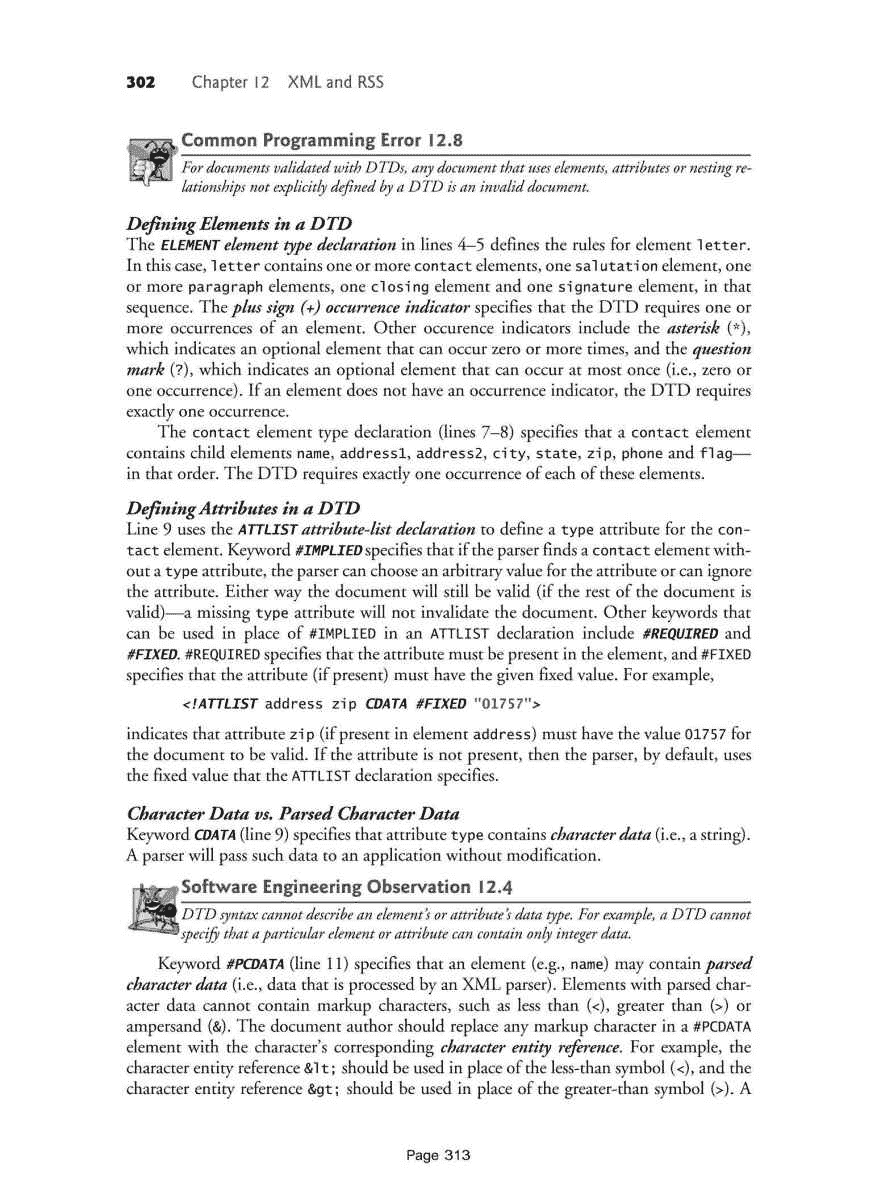 302 Chapter 12 XML and RSS
Common Programming Error 12.8
For documents validated with DTDs, any document that uses elements, attributes or nesting re-
lationships not explicitly defined by a DTD is an invalid document.
Defining Elements in a DTD
The ELEMENT element type declaration in lines 4–5 defines the rules for element letter.
In this case, letter contains one or more contact elements, one salutation element, one
or more paragraph elements, one closing element and one signature element, in that
sequence. The plus sign (+) occurrence indicator specifies that the DTD requires one or
more occurrences of an element. Other occurence indicators include the asterisk (*),
which indicates an optional element that can occur zero or more times, and the question
mark (?), which indicates an optional element that can occur at most once (i.e., zero or
one occurrence). If an element does not have an occurrence indicator, the DTD requires
exactly one occurrence.
The contact element type declaration (lines 7–8) specifies that a contact element
contains child elements name, address1, address2, city, state, zip, phone and flag—
in that order. The DTD requires exactly one occurrence of each of these elements.
Defining Attributes in a DTD
Line 9 uses the ATTLIST attribute-list declaration to define a type attribute for the con-
tact element. Keyword #IMPLIED specifies that if the parser finds a contact element with-
out a type attribute, the parser can choose an arbitrary value for the attribute or can ignore
the attribute. Either way the document will still be valid (if the rest of the document is
valid)—a missing type attribute will not invalidate the document. Other keywords that
can be used in place of #IMPLIED in an ATTLIST declaration include #REQUIRED and
#FIXED. #REQUIRED specifies that the attribute must be present in the element, and #FIXED
specifies that the attribute (if present) must have the given fixed value. For example,
<!ATTLIST address zip CDATA #FIXED "01757">
indicates that attribute zip (if present in element address) must have the value 01757 for
the document to be valid. If the attribute is not present, then the parser, by default, uses
the fixed value that the ATTLIST declaration specifies.
Character Data vs. Parsed Character Data
Keyword CDATA (line 9) specifies that attribute type contains character data (i.e., a string).
A parser will pass such data to an application without modification.
Software Engineering Observation 12.4
DTD syntax cannot describe an element's or attribute's data type. For example, a DTD cannot
specify that a particular element or attribute can contain only integer data.
Keyword #PCDATA (line 11) specifies that an element (e.g., name) may contain parsed
character data (i.e., data that is processed by an XML parser). Elements with parsed char-
acter data cannot contain markup characters, such as less than (<), greater than (>) or
ampersand (&). The document author should replace any markup character in a #PCDATA
element with the character's corresponding character entity reference. For example, the
character entity reference &lt; should be used in place of the less-than symbol (<), and the
character entity reference &gt; should be used in place of the greater-than symbol (>). A
Page 313